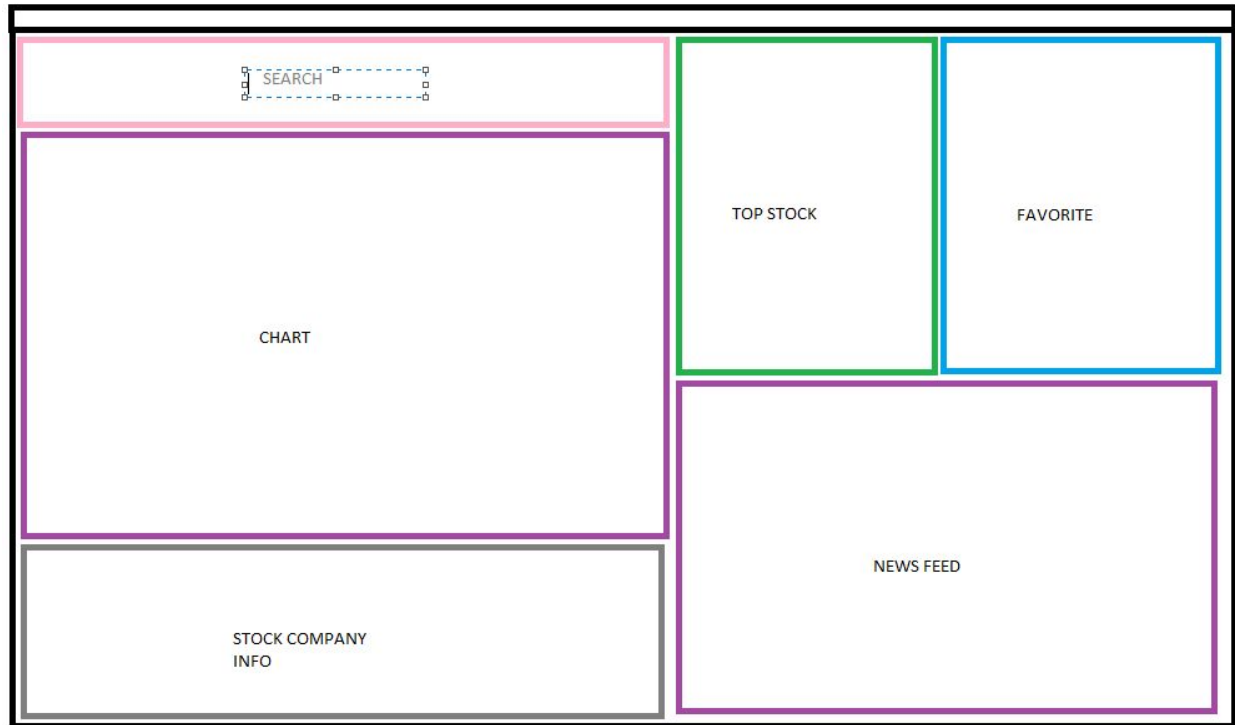 SEARCH
TOP STOCK
FAVORITE
CHART
NEWS FEED
STOCK COMPANY
INFO